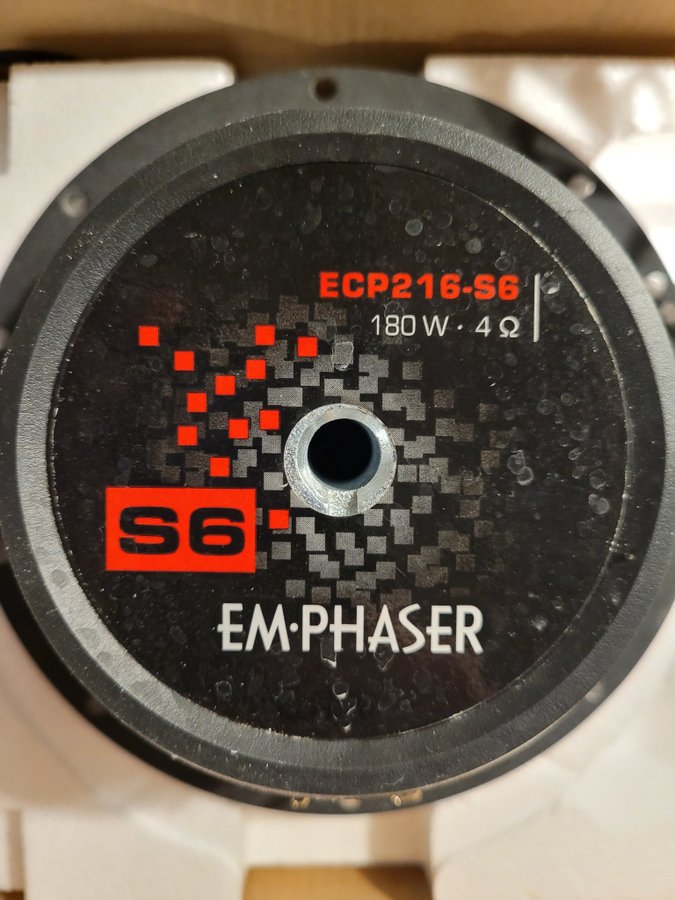 ECP216-S6
180 W · 4 Ω
S6
EM·PHASER